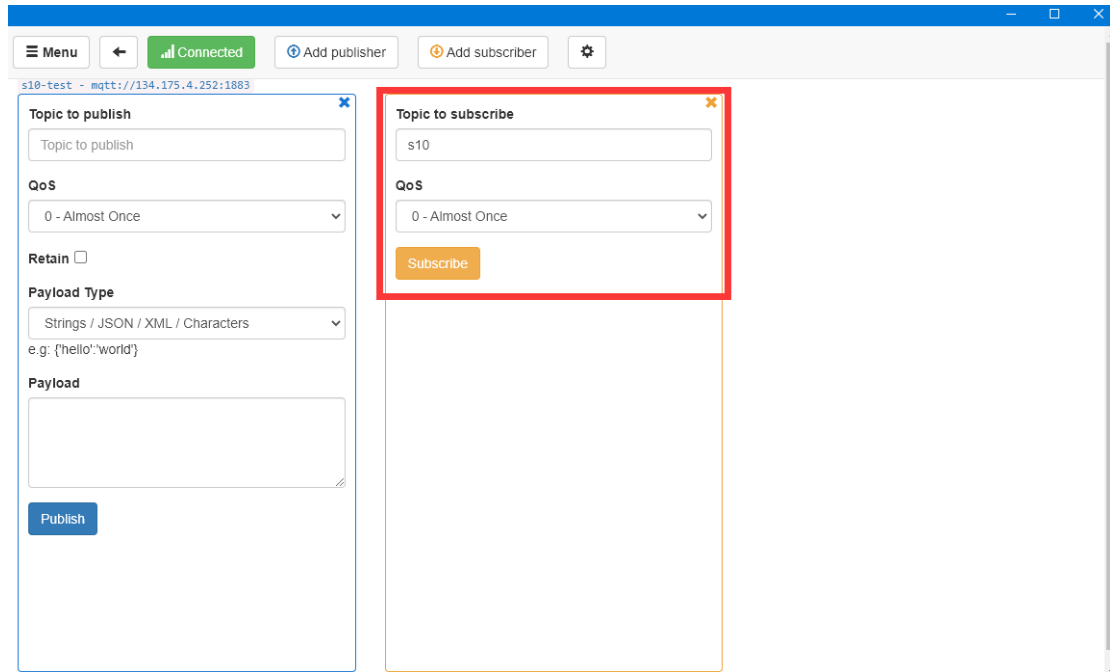 Menu
Connected
Add publisher
Add subscriber
s10-test - mqtt://134.175.4.252:1883
Topic to publish
Topic to publish
QoS
0 - Almost Once
Retain
Payload Type
Strings / JSON / XML / Characters
e.g: {'hello':'world'}
Payload
Publish
Topic to subscribe
s10
QoS
0 - Almost Once
Subscribe